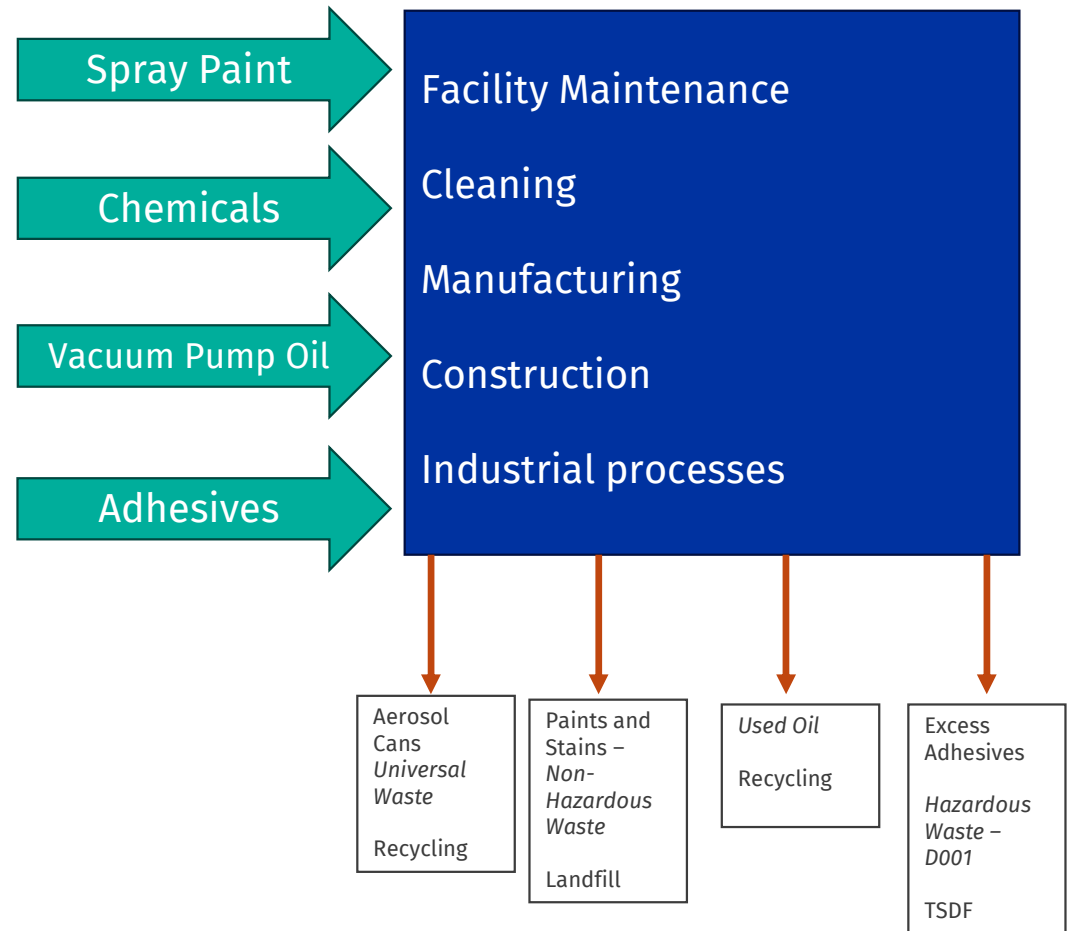 Spray Paint
Chemicals
Vacuum Pump Oil
Adhesives
Facility Maintenance
Cleaning
Manufacturing
Construction
Industrial processes
Aerosol
Cans
Universal
Waste
Recycling
Paints and
Stains –
Non-
Hazardous
Waste
Landfill
Used Oil
Recycling
Excess
Adhesives
Hazardous
Waste –
D001
TSDF